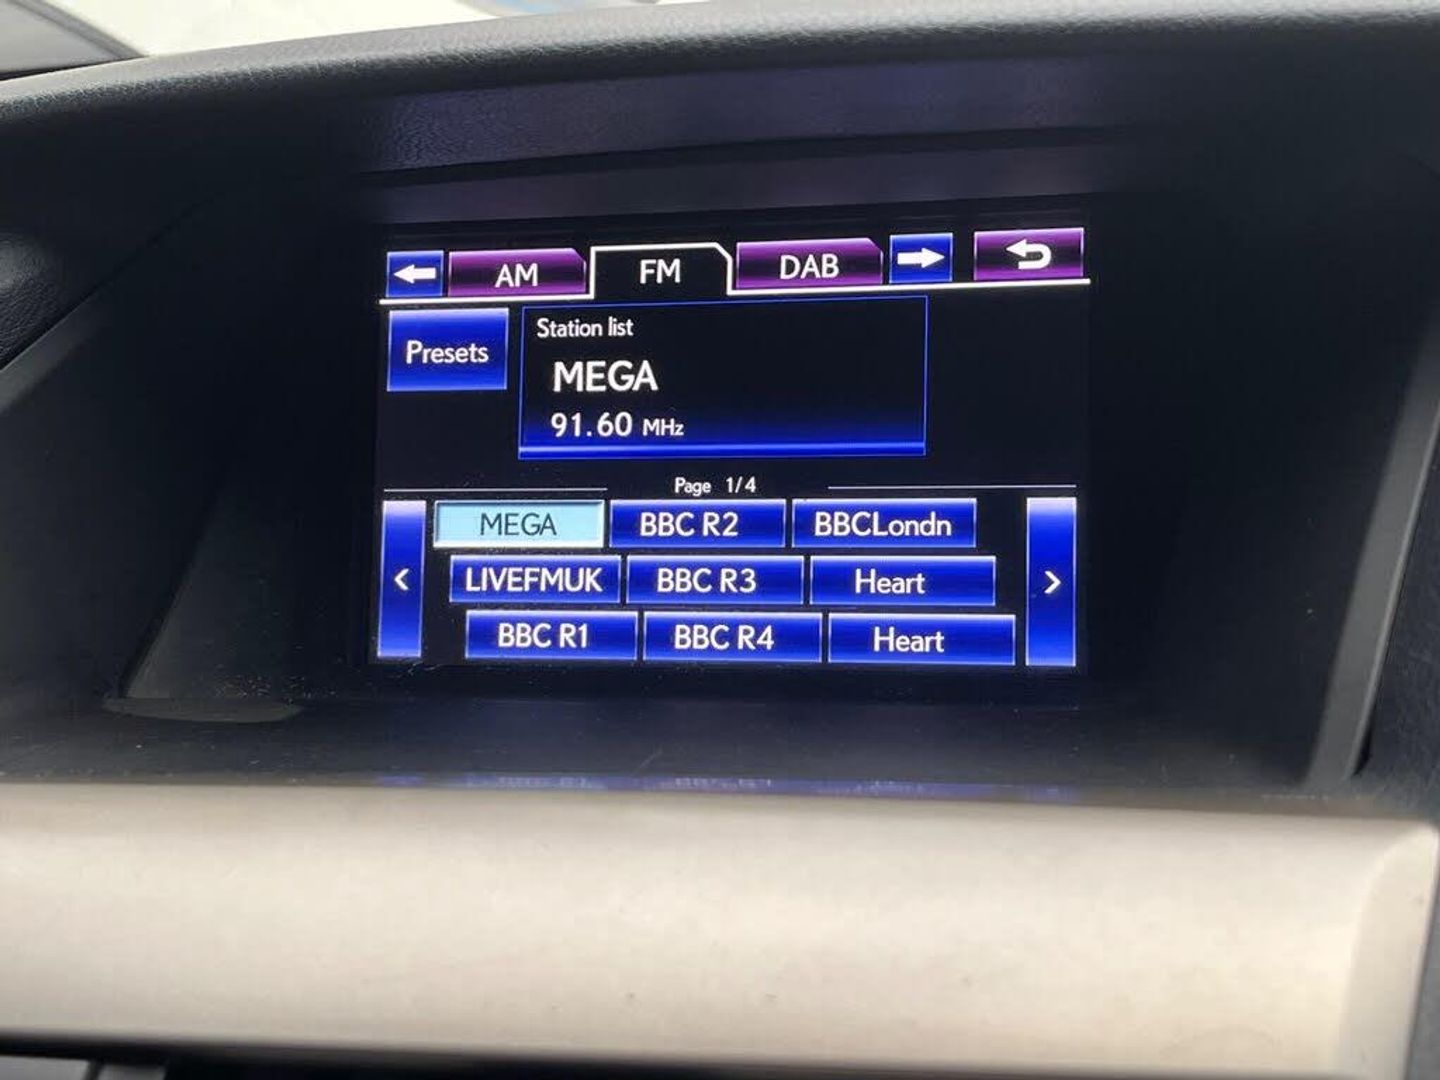 AM FM DAB
Presets
Station list
MEGA
91.60 MHz
Page 1/4
MEGA BBC R2 BBCLondn
LIVEFMUK BBC R3 Heart
BBC R1 BBC R4 Heart